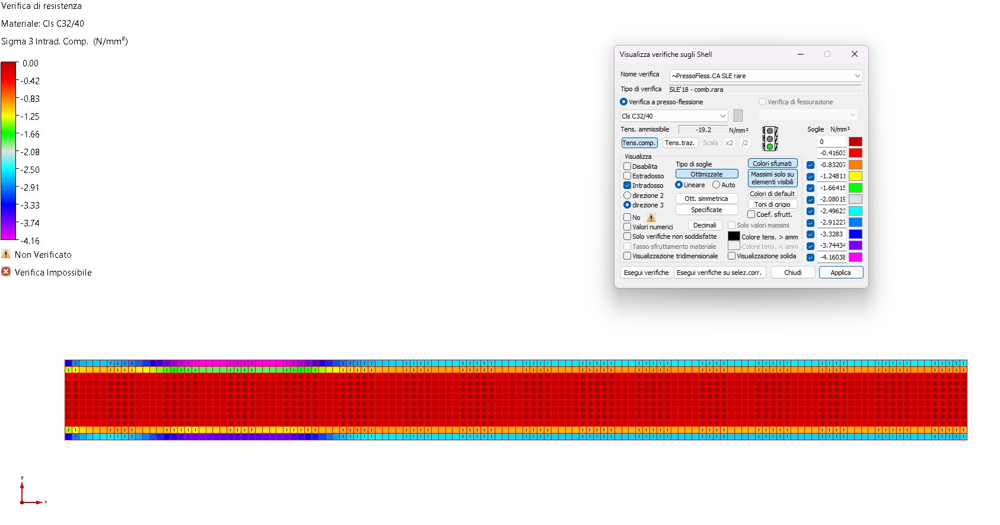 Verifica di resistenza
Materiale: Cls C32/40
Sigma 3 Intrad. Comp. (N/mm²)
0.00
-0.42
-0.83
-1.25
-1.66
-2.08
-2.50
-2.91
-3.33
-3.74
-4.16
Non Verificato
Verifica Impossibile
Visualizza verifiche sugli Shell
Nome verifica ~PressoFless.CA SLE rare
Tipo di verifica SLE'18 - comb.rara
Verifica a presso-flessione Verifica di fessurazione
Cls C32/40
Tens. ammissibile -19.2 N/mm² Soglie N/mm²
Tens.comp. Tens.traz. Scala x2 /2
0
-0.41603
-0.83207
-1.24811
-1.66415
-2.08019
-2.49623
-2.91227
-3.3283
-3.74434
-4.16038
Visualizza
Disabilita
Estradosso
Intradosso
direzione 2
direzione 3
No
Valori numerici
Solo verifiche non soddisfatte
Tasso sfruttamento materiale
Visualizzazione tridimensionale
Tipo di soglie
Ottimizzate
Lineare Auto
Ott. simmetrica
Specificate
Decimali
Colori sfumati
Massimi solo su
elementi visibili
Colori di default
Toni di grigio
Coef. sfrutt.
Solo valori massimi
Colore tens. > amm
Colore tens. < amm
Visualizzazione solida
Esegui verifiche Esegui verifiche su selez.corr. Chiudi Applica
y
x